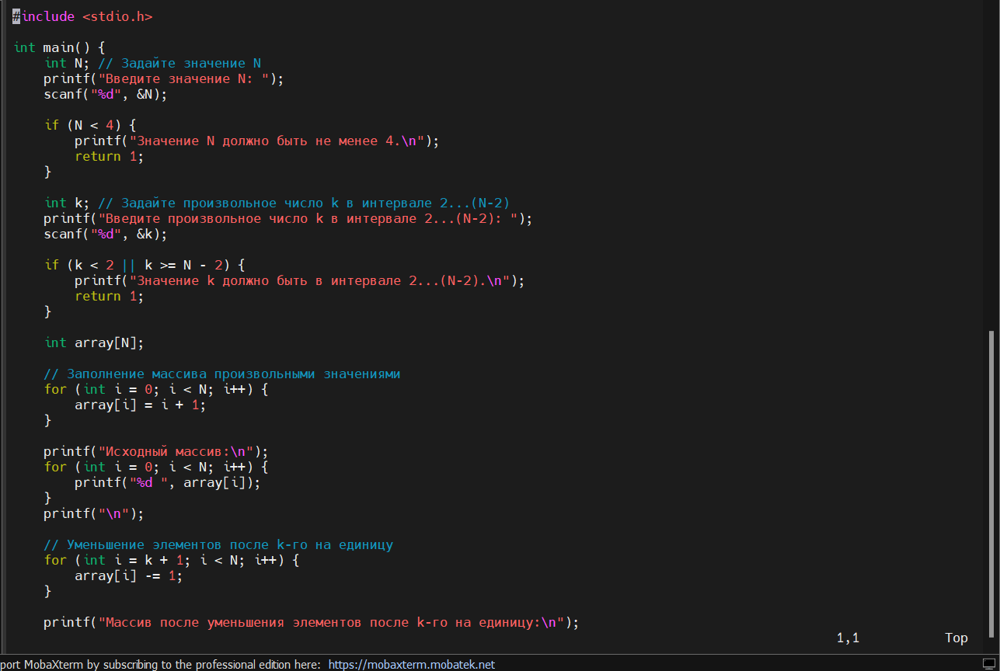 #include <stdio.h>
int main() {
    int N; // Задайте значение N
    printf("Введите значение N: ");
    scanf("%d", &N);
    if (N < 4) {
        printf("Значение N должно быть не менее 4.\n");
        return 1;
    }
    int k; // Задайте произвольное число k в интервале 2...(N-2)
    printf("Введите произвольное число k в интервале 2...(N-2): ");
    scanf("%d", &k);
    if (k < 2 || k >= N - 2) {
        printf("Значение k должно быть в интервале 2...(N-2).\n");
        return 1;
    }
    int array[N];
    // Заполнение массива произвольными значениями
    for (int i = 0; i < N; i++) {
        array[i] = i + 1;
    }
    printf("Исходный массив:\n");
    for (int i = 0; i < N; i++) {
        printf("%d ", array[i]);
    }
    printf("\n");
    // Уменьшение элементов после k-го на единицу
    for (int i = k + 1; i < N; i++) {
        array[i] -= 1;
    }
    printf("Массив после уменьшения элементов после k-го на единицу:\n");
1,1 Top
port MobaXterm by subscribing to the professional edition here: https://mobaxterm.mobatek.net